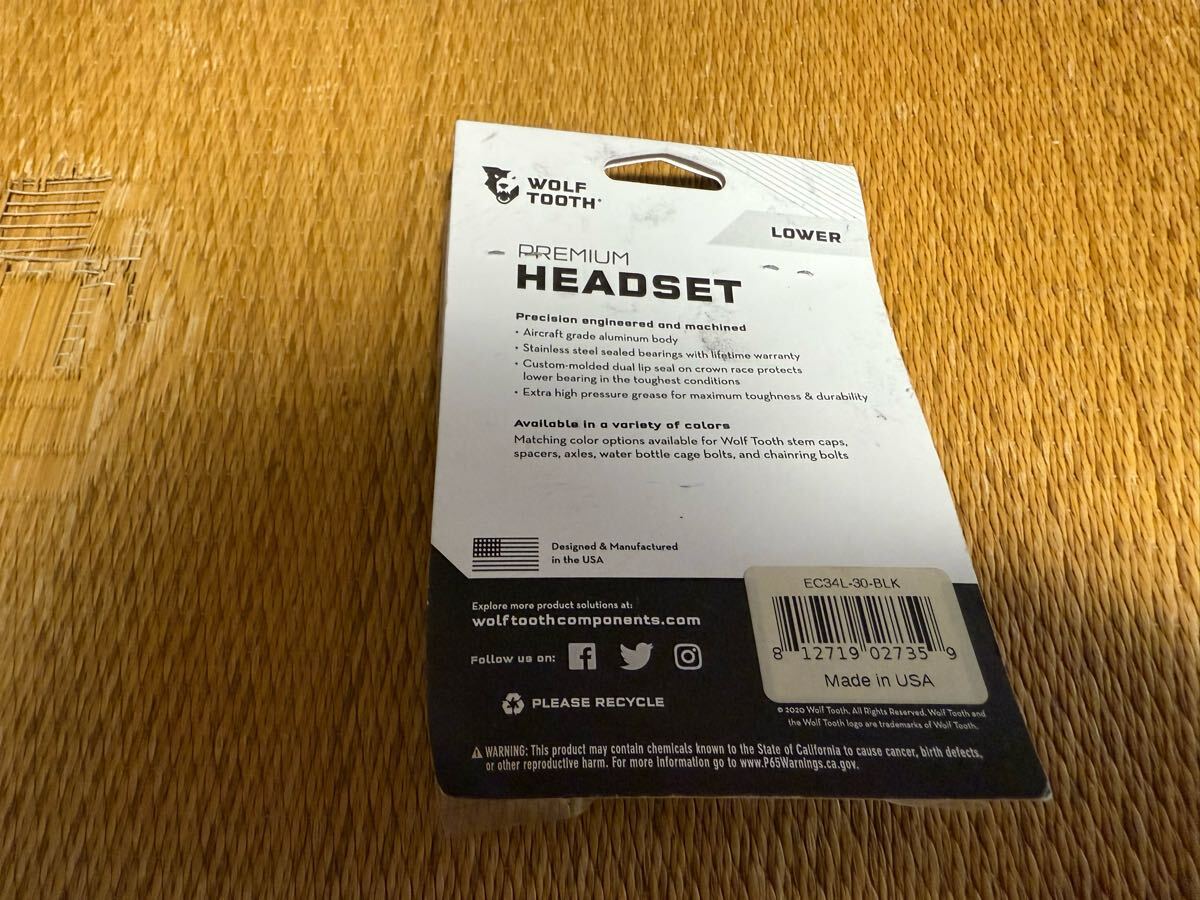 WOLF
TOOTH
LOWER
PREMIUM
HEADSET
Precision engineered and machined
• Aircraft grade aluminum body
• Stainless steel sealed bearings with lifetime warranty
• Custom-molded dual lip seal on crown race protects
lower bearing in the toughest conditions
• Extra high pressure grease for maximum toughness & durability
Available in a variety of colors
Matching color options available for Wolf Tooth stem caps,
spacers, axles, water bottle cage bolts, and chainring bolts
Designed & Manufactured
in the USA
Explore more product solutions at:
wolftoothcomponents.com
Follow us on:
PLEASE RECYCLE
EC34L-30-BLK
8 12719 02735 9
Made in USA
© 2020 Wolf Tooth. All Rights Reserved. Wolf Tooth and
the Wolf Tooth logo are trademarks of Wolf Tooth.
WARNING: This product may contain chemicals known to the State of California to cause cancer, birth defects,
or other reproductive harm. For more information go to www.P65Warnings.ca.gov.